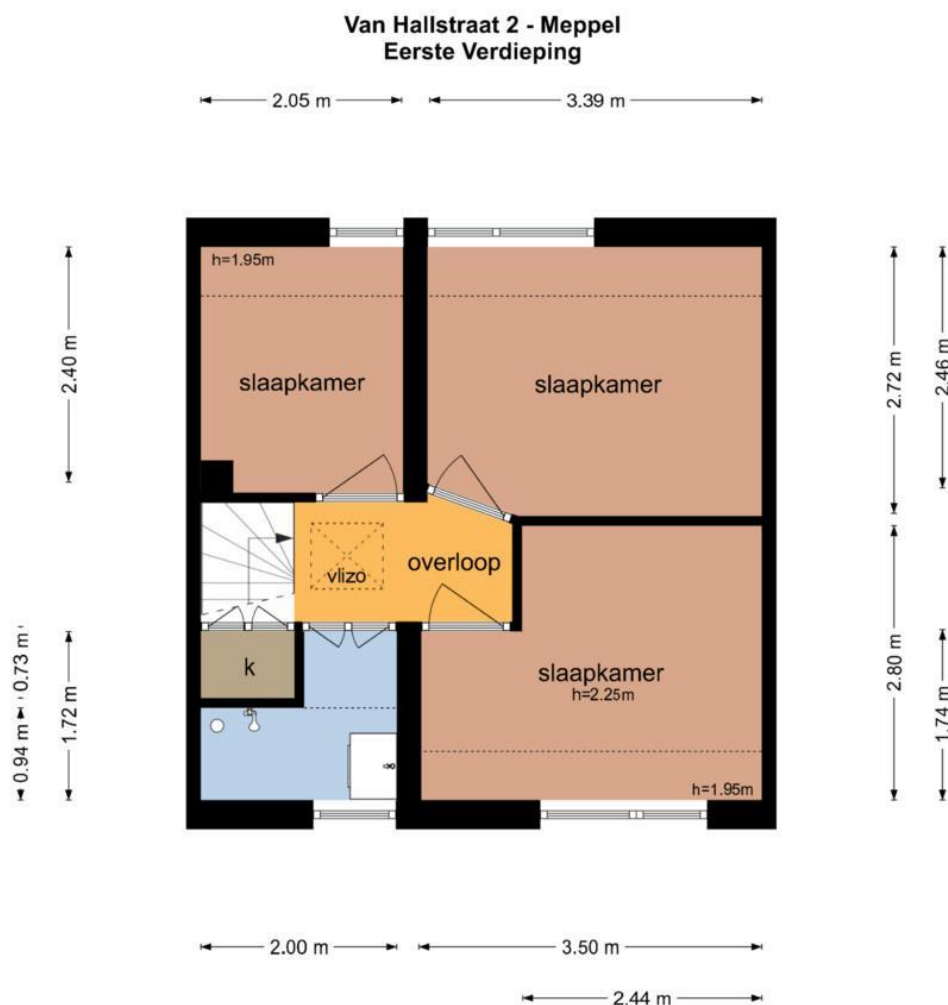 Van Hallstraat 2 - Meppel
Eerste Verdieping
2.05 m
3.39 m
h=1.95m
2.40 m
slaapkamer
slaapkamer
2.72 m
2.46 m
vlizo
overloop
k
slaapkamer
h=2.25m
0.73 m
0.94 m
1.72 m
2.80 m
1.74 m
h=1.95m
2.00 m
3.50 m
2.44 m